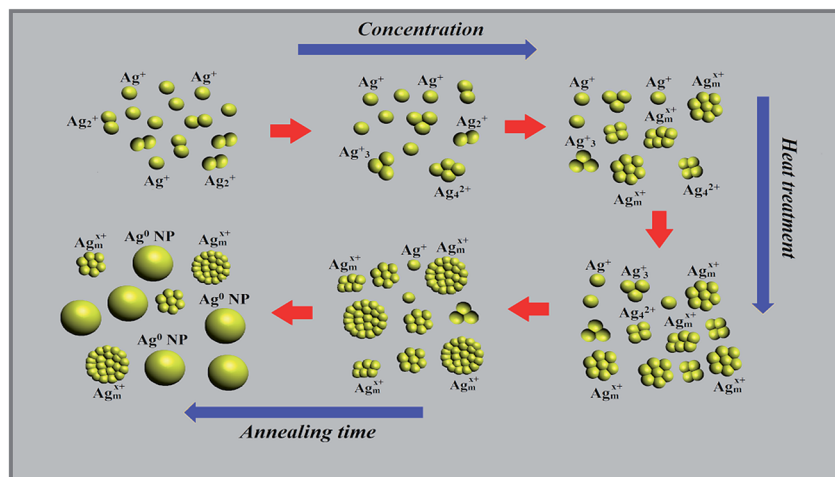 Concentration
Ag⁺ Ag⁺
Ag₂⁺
Ag⁺ Ag₂⁺
Ag⁺ Ag⁺
Ag₂⁺
Ag⁺₃
Ag₄²⁺
Ag⁺ Ag⁺ Agₘˣ⁺
Agₘˣ⁺
Ag⁺₃
Agₘˣ⁺ Ag₄²⁺
Heat treatment
Ag⁺ Ag₃⁺ Agₘˣ⁺
Ag₄²⁺ Agₘˣ⁺
Agₘˣ⁺ Agₘˣ⁺
Agₘˣ⁺ Ag⁺ Agₘˣ⁺
Agₘˣ⁺ Agₘˣ⁺
Agₘˣ⁺ Ag⁰ NP Agₘˣ⁺
Ag⁰ NP
Ag⁰ NP
Agₘˣ⁺
Annealing time